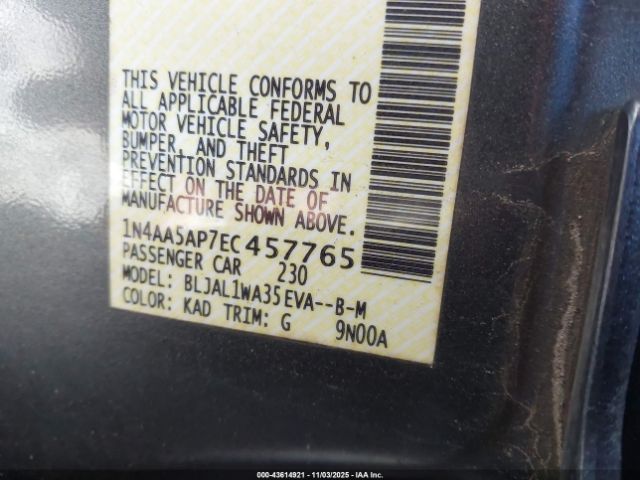 THIS VEHICLE CONFORMS TO
ALL APPLICABLE FEDERAL
MOTOR VEHICLE SAFETY,
BUMPER, AND THEFT
PREVENTION STANDARDS IN
EFFECT ON THE DATE OF
MANUFACTURE SHOWN ABOVE.
1N4AA5AP7EC457765
PASSENGER CAR 230
MODEL: BLJAL1WA35EVA--B-M
COLOR: KAD TRIM: G 9N00A
000-43614921 - 11/03/2025 - IAA Inc.